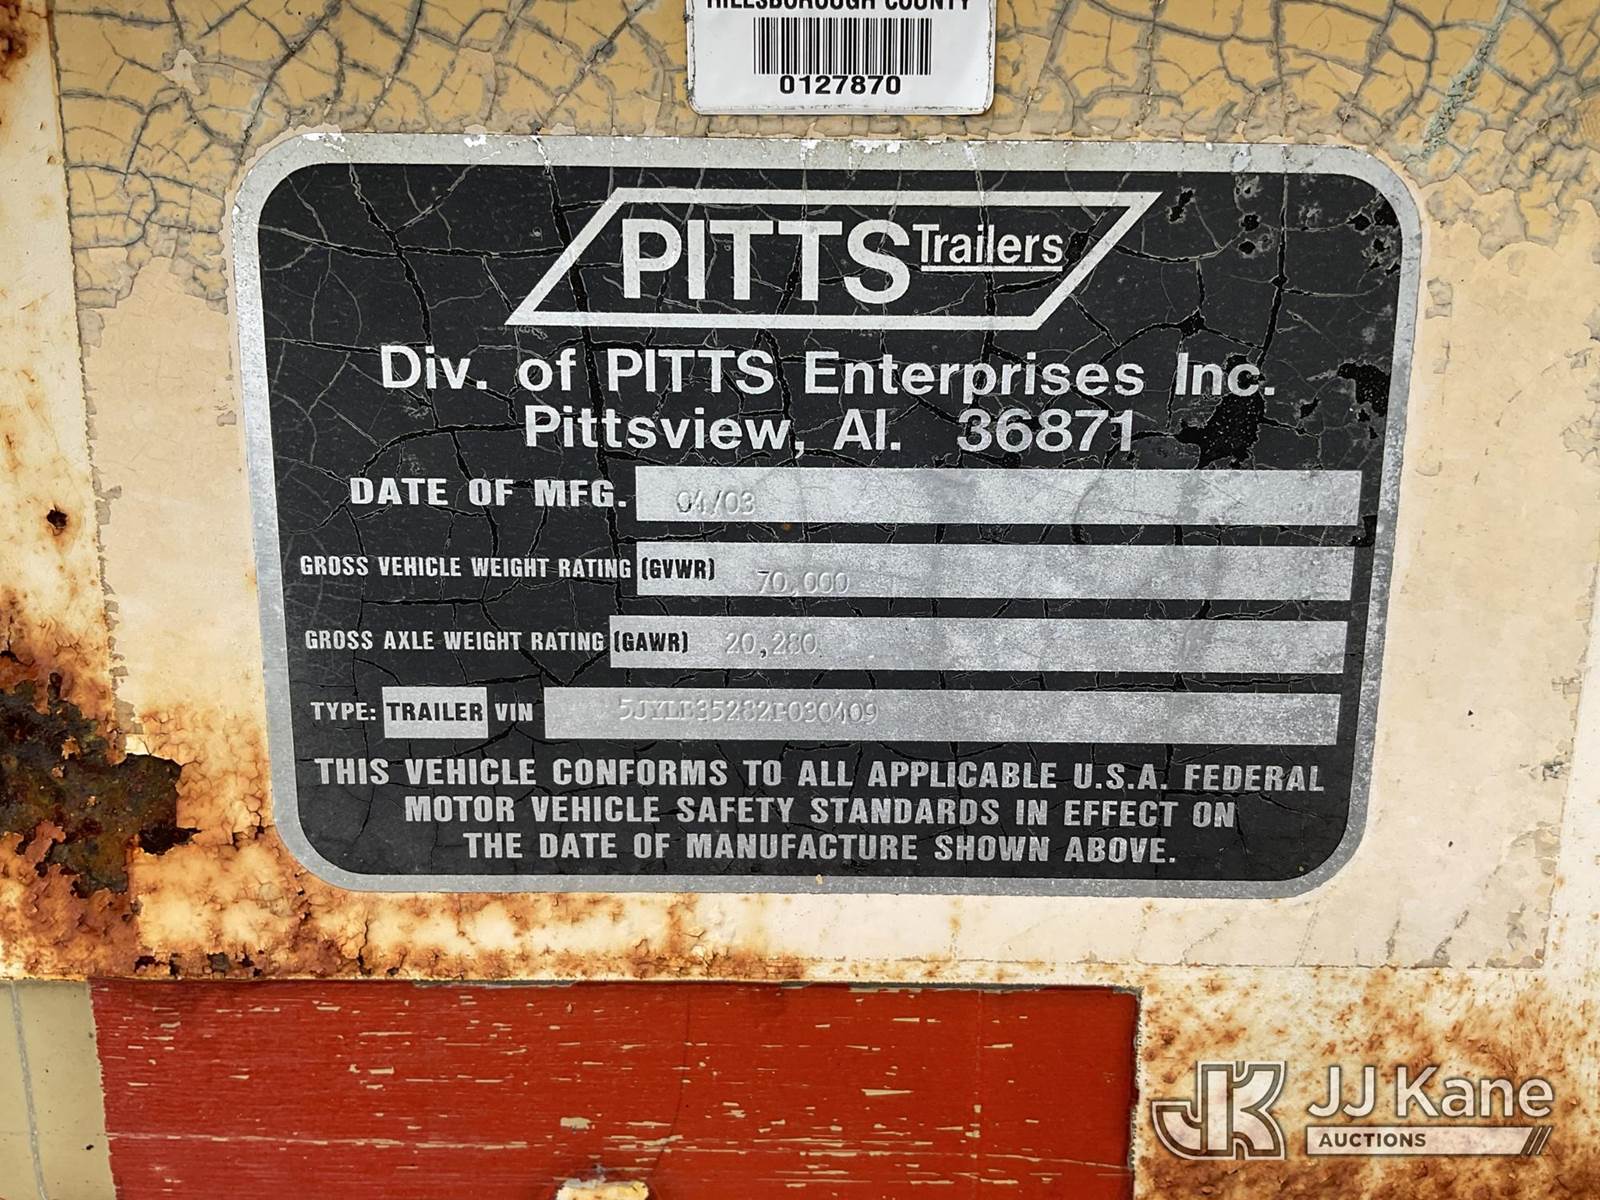 HILLSBOROUGH COUNTY
0127870
PITTS Trailers
Div. of PITTS Enterprises Inc.
Pittsview, Al. 36871
DATE OF MFG. 04/03
GROSS VEHICLE WEIGHT RATING (GVWR) 70,000
GROSS AXLE WEIGHT RATING (GAWR) 20,280
TYPE: TRAILER VIN
THIS VEHICLE CONFORMS TO ALL APPLICABLE U.S.A. FEDERAL
MOTOR VEHICLE SAFETY STANDARDS IN EFFECT ON
THE DATE OF MANUFACTURE SHOWN ABOVE.
JK JJ Kane
AUCTIONS